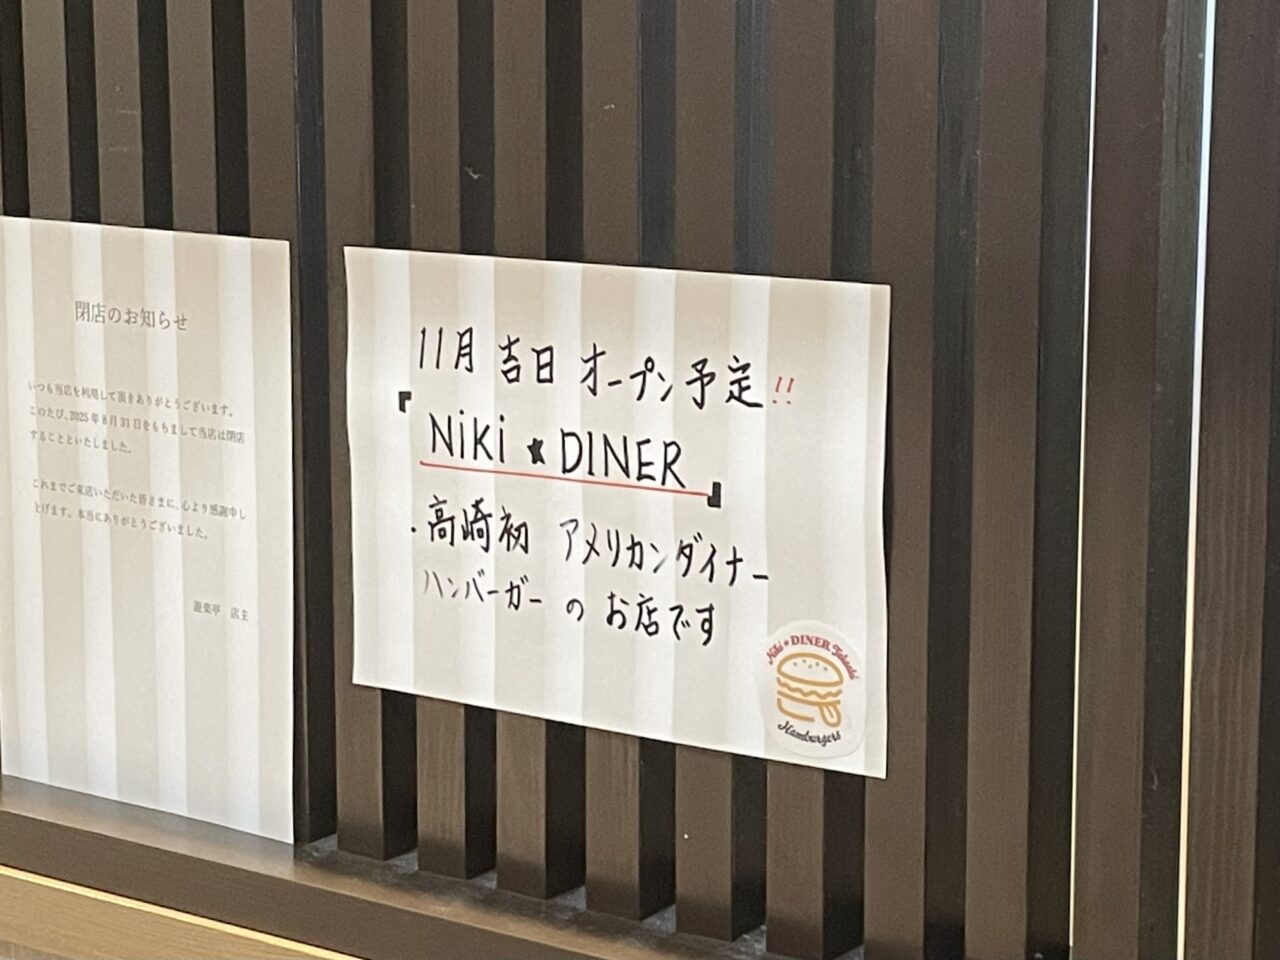 閉店のお知らせ
いつも当店を利用して頂きありがとうございます。
このたび、2025年8月31日をもちまして当店は閉店
することといたしました。
これまでご来店いただいた皆さまに、心より感謝申し
上げます。本当にありがとうございました。
遊楽亭 店主
11月 吉日 オープン予定!!
『Niki★DINER』
・高崎初 アメリカンダイナー
ハンバーガー の お店です
Niki★DINER Takasaki
Hamburgers